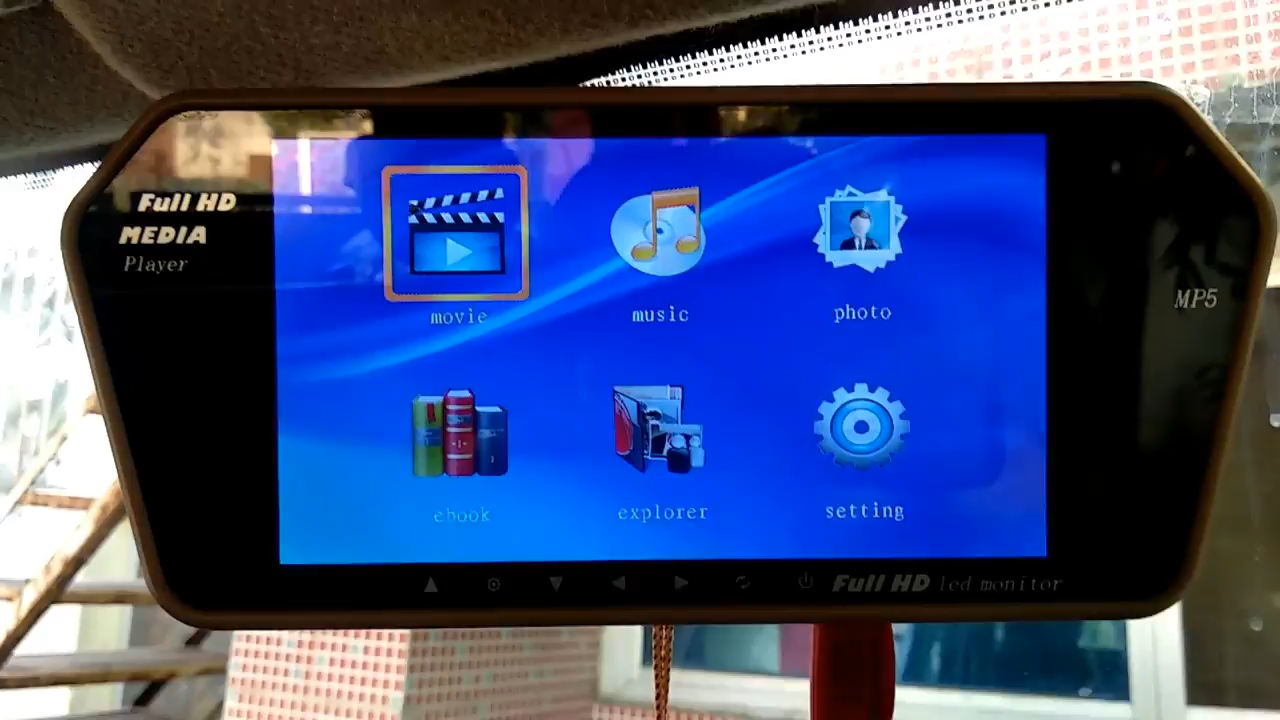 Full HD
MEDIA
Player
movie
music
photo
MP5
ebook
explorer
setting
Full HD led monitor